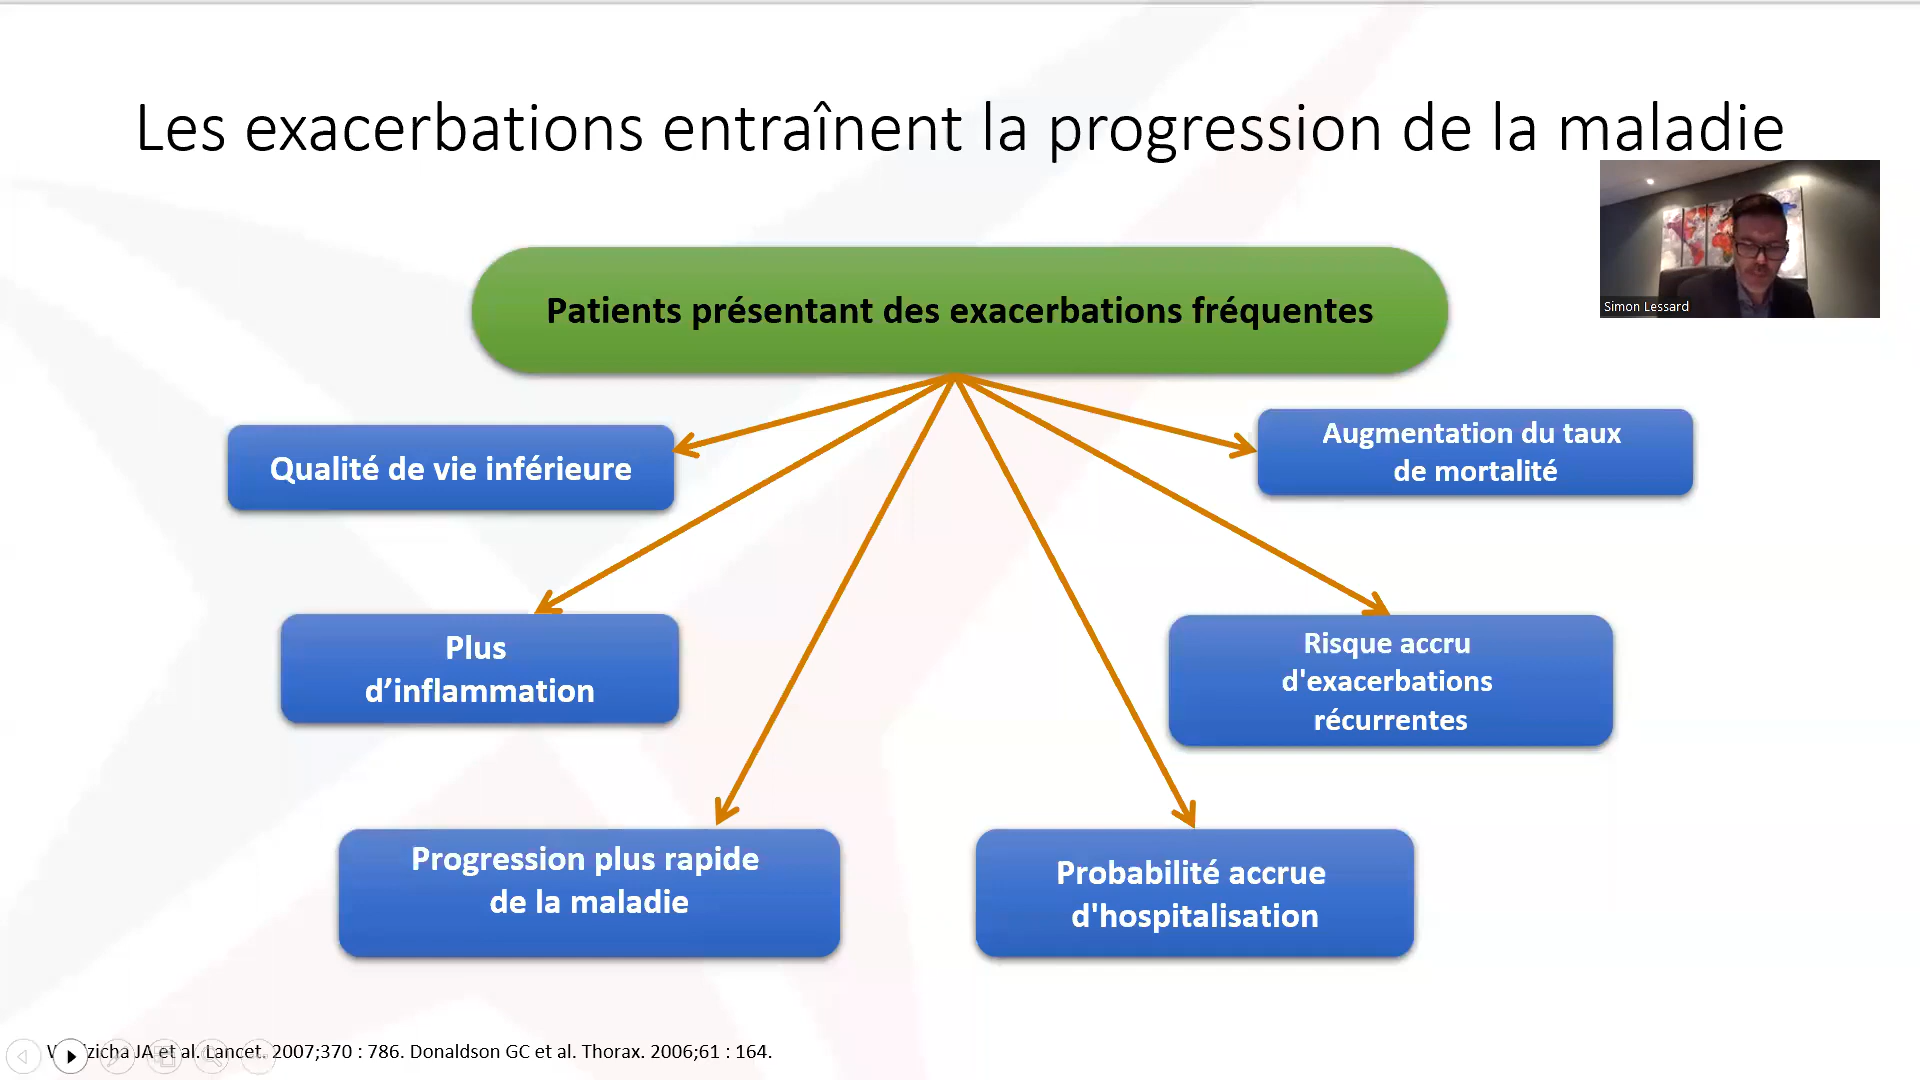 Les exacerbations entraînent la progression de la maladie
Simon Lessard
Patients présentant des exacerbations fréquentes
Qualité de vie inférieure
Augmentation du taux
de mortalité
Plus
d’inflammation
Risque accru
d'exacerbations
récurrentes
Progression plus rapide
de la maladie
Probabilité accrue
d'hospitalisation
JA et al. Lancet. 2007;370 : 786. Donaldson GC et al. Thorax. 2006;61 : 164.